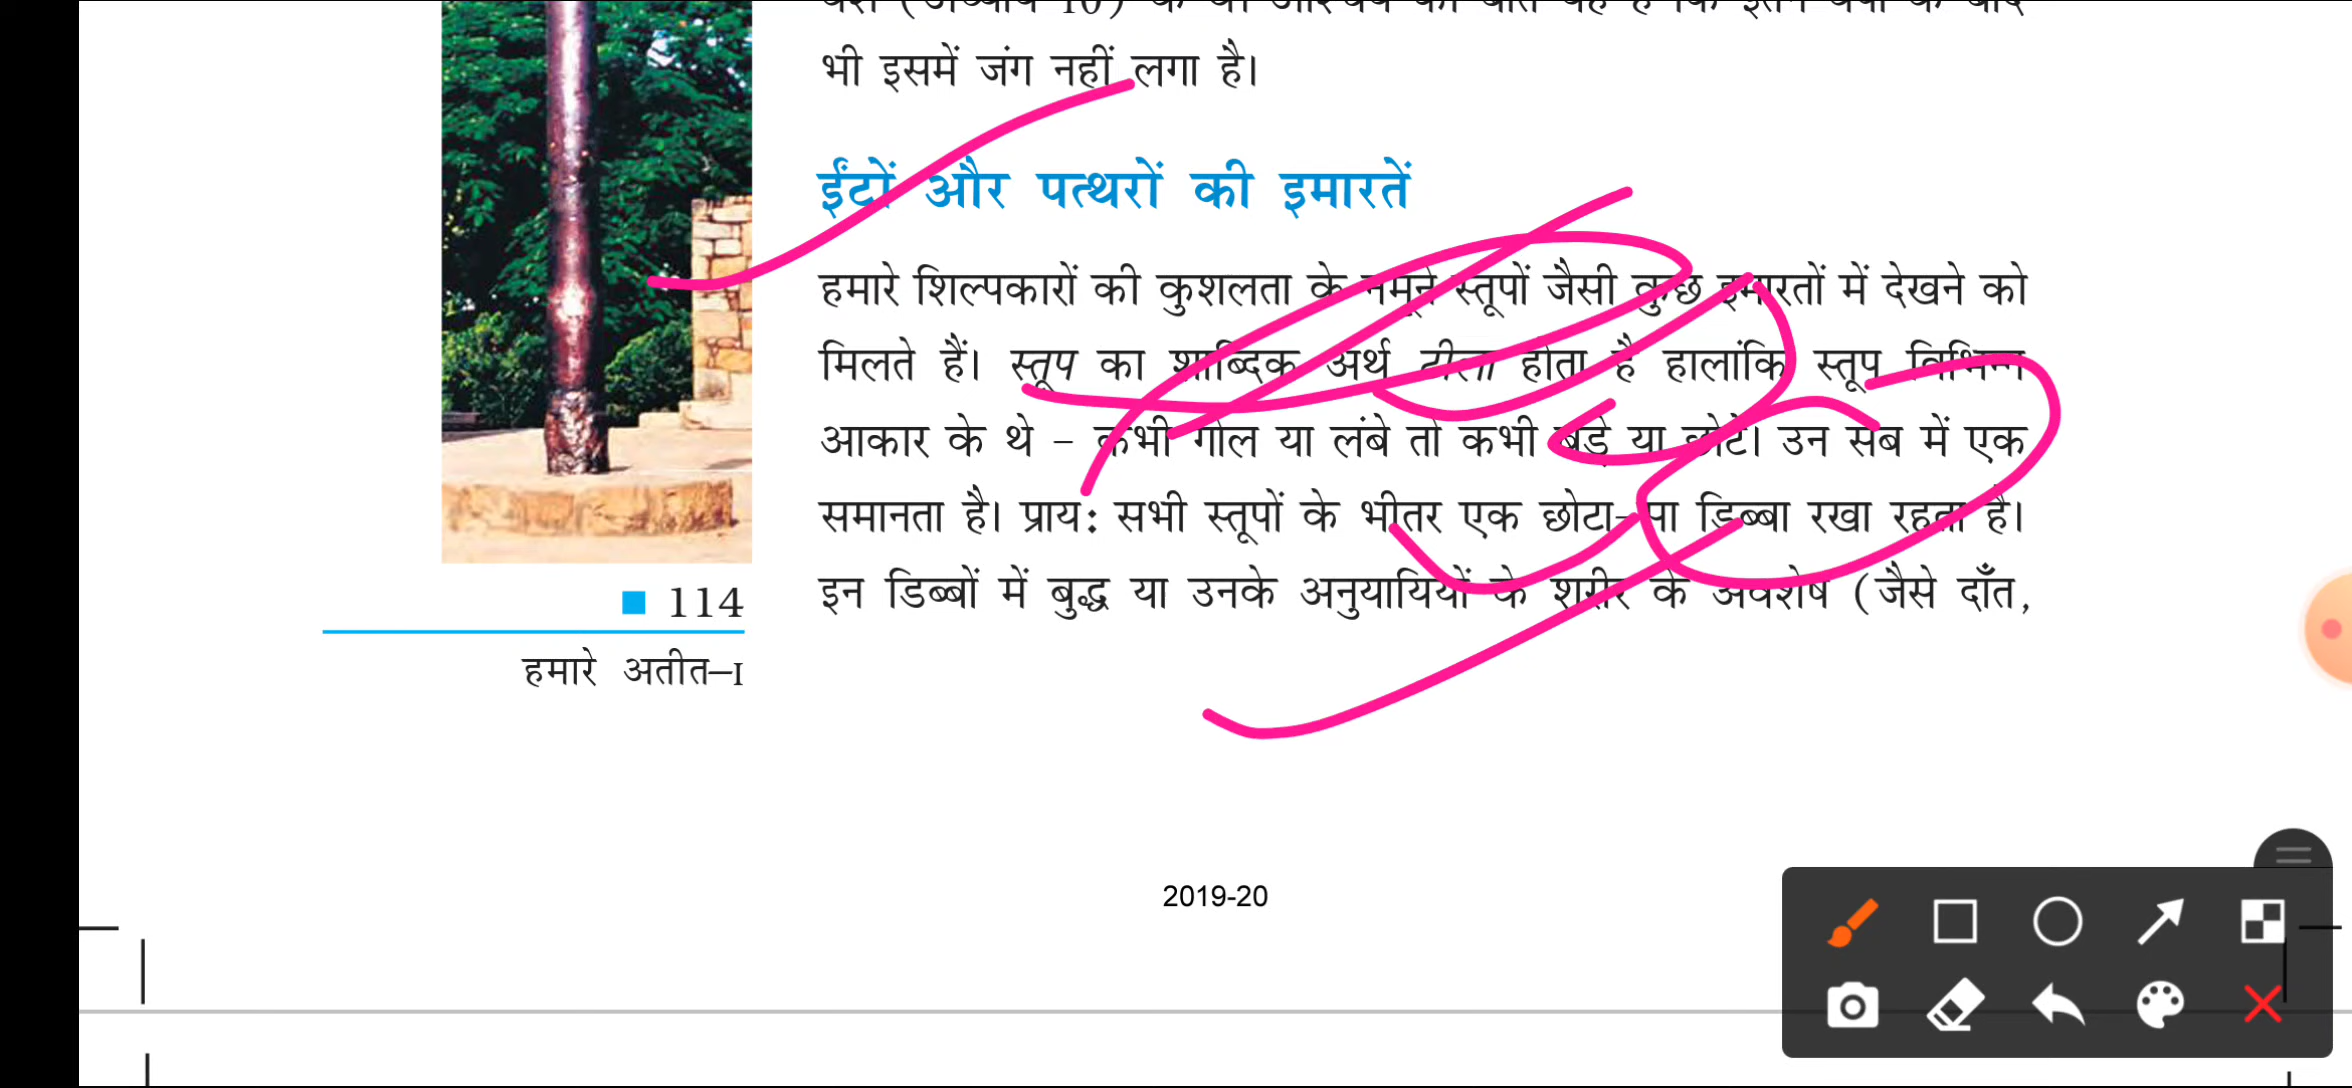 भी इसमें जंग नहीं लगा है।
ईंटों और पत्थरों की इमारतें
हमारे शिल्पकारों की कुशलता के नमूने स्तूपों जैसी कुछ इमारतों में देखने को
मिलते हैं। स्तूप का शाब्दिक अर्थ टीला होता है हालांकि स्तूप विभिन्न
आकार के थे – कभी गोल या लंबे तो कभी बड़े या छोटे। उन सब में एक
समानता है। प्राय: सभी स्तूपों के भीतर एक छोटा-सा डिब्बा रखा रहता है।
इन डिब्बों में बुद्ध या उनके अनुयायियों के शरीर के अवशेष (जैसे दाँत,
■ 114
हमारे अतीत–I
2019-20